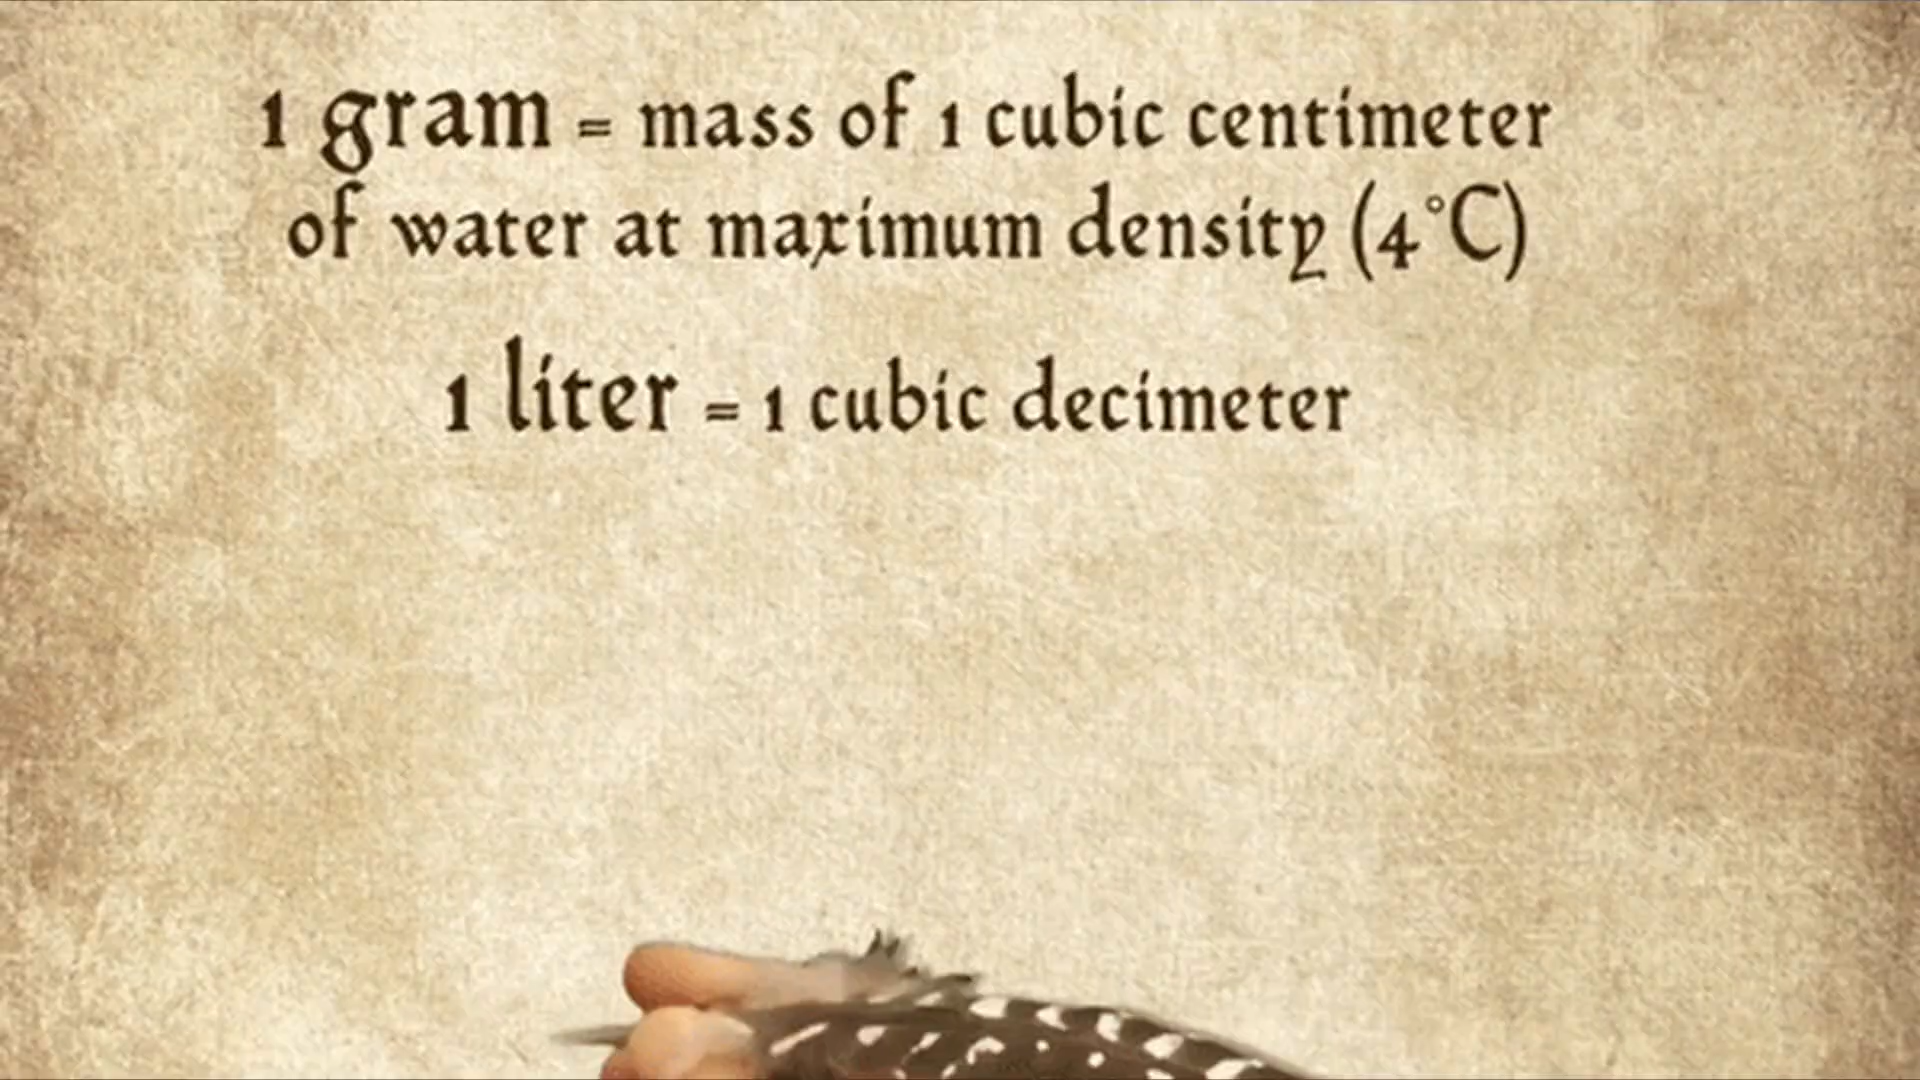 1 gram = mass of 1 cubic centimeter
of water at maximum density (4°C)
1 liter = 1 cubic decimeter